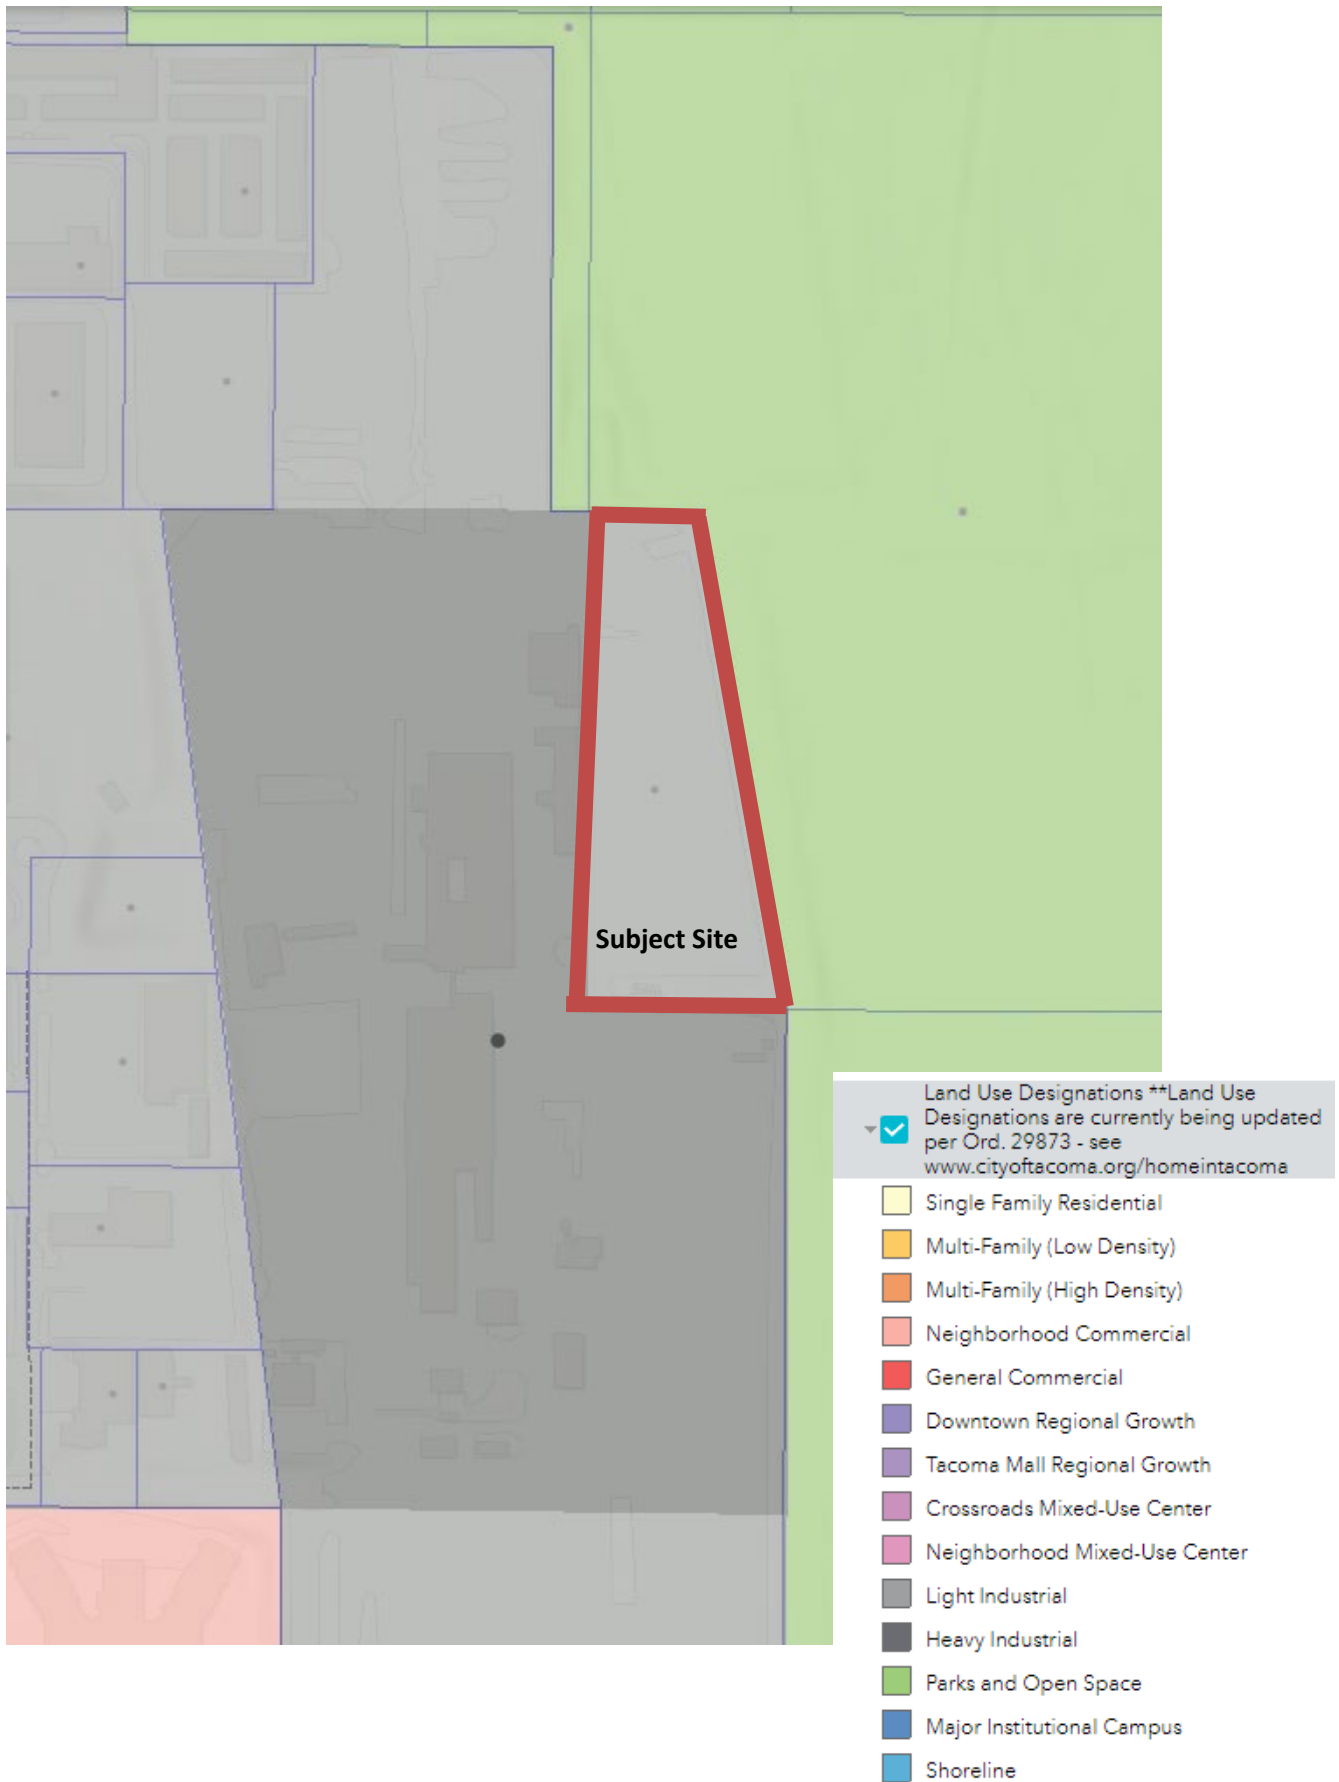 Subject Site
Land Use Designations **Land Use
Designations are currently being updated
per Ord. 29873 - see
www.cityoftacoma.org/homeintacoma
Single Family Residential
Multi-Family (Low Density)
Multi-Family (High Density)
Neighborhood Commercial
General Commercial
Downtown Regional Growth
Tacoma Mall Regional Growth
Crossroads Mixed-Use Center
Neighborhood Mixed-Use Center
Light Industrial
Heavy Industrial
Parks and Open Space
Major Institutional Campus
Shoreline